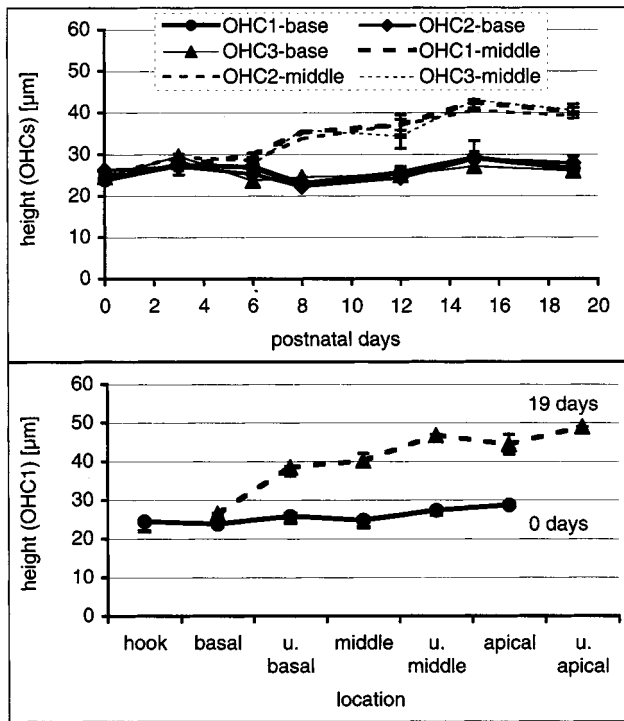 OHC1-base OHC2-base
OHC3-base OHC1-middle
OHC2-middle OHC3-middle
height (OHCs) [µm]
60
50
40
30
20
10
0
0 2 4 6 8 10 12 14 16 18 20
postnatal days
height (OHC1) [µm]
60
50
40
30
20
10
0
19 days
0 days
hook basal u. basal middle u. middle apical u. apical
location